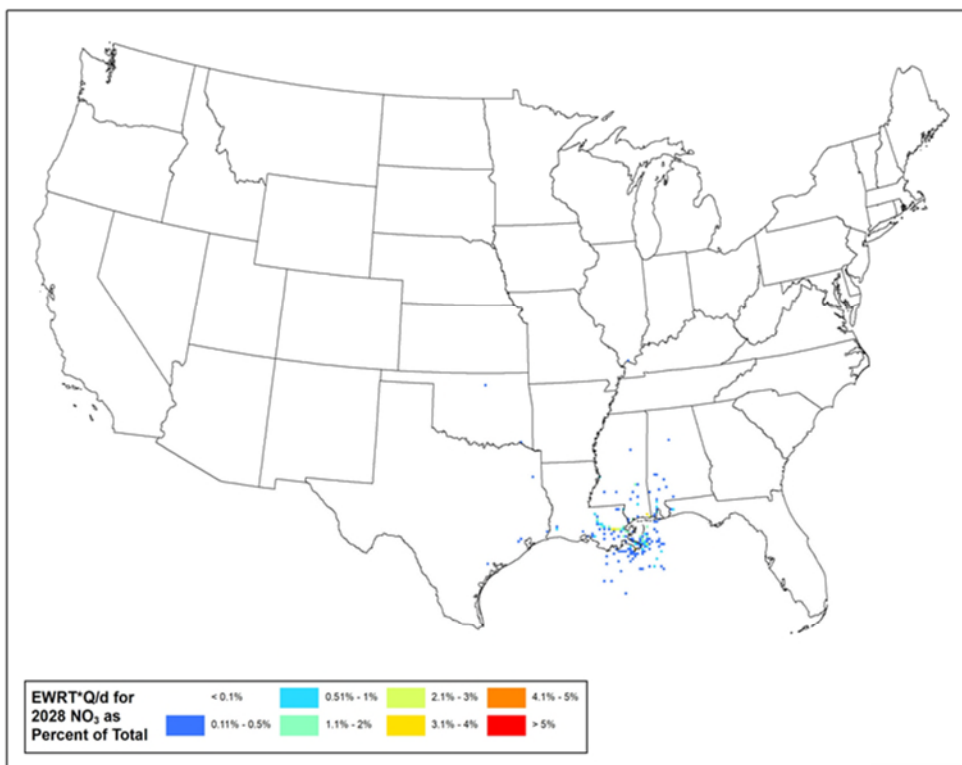 EWRT*Q/d for
2028 NO₃ as
Percent of Total
< 0.1%
0.51% - 1%
2.1% - 3%
4.1% - 5%
0.11% - 0.5%
1.1% - 2%
3.1% - 4%
> 5%